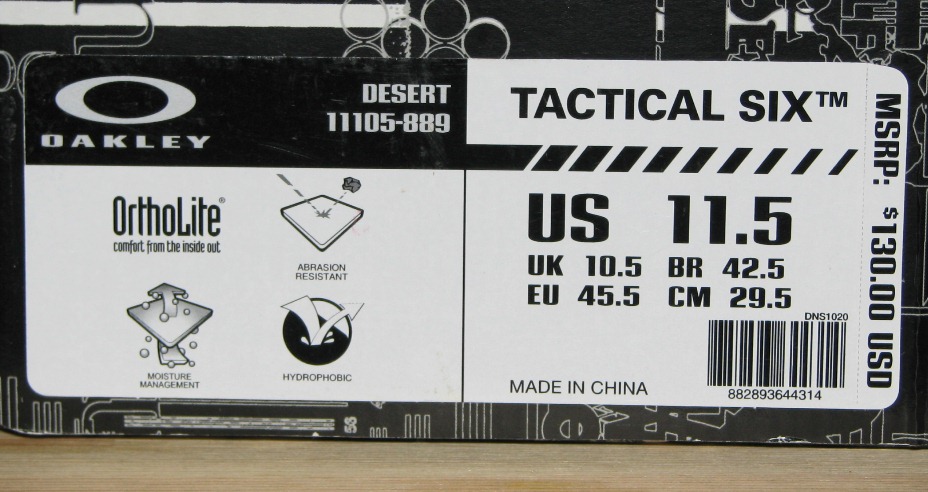 OAKLEY
DESERT
11105-889
TACTICAL SIX™
OrthoLite®
comfort from the inside out
ABRASION
RESISTANT
MOISTURE
MANAGEMENT
HYDROPHOBIC
US 11.5
UK 10.5 BR 42.5
EU 45.5 CM 29.5
DNS1020
882893644314
MADE IN CHINA
MSRP: $130.00 USD
56